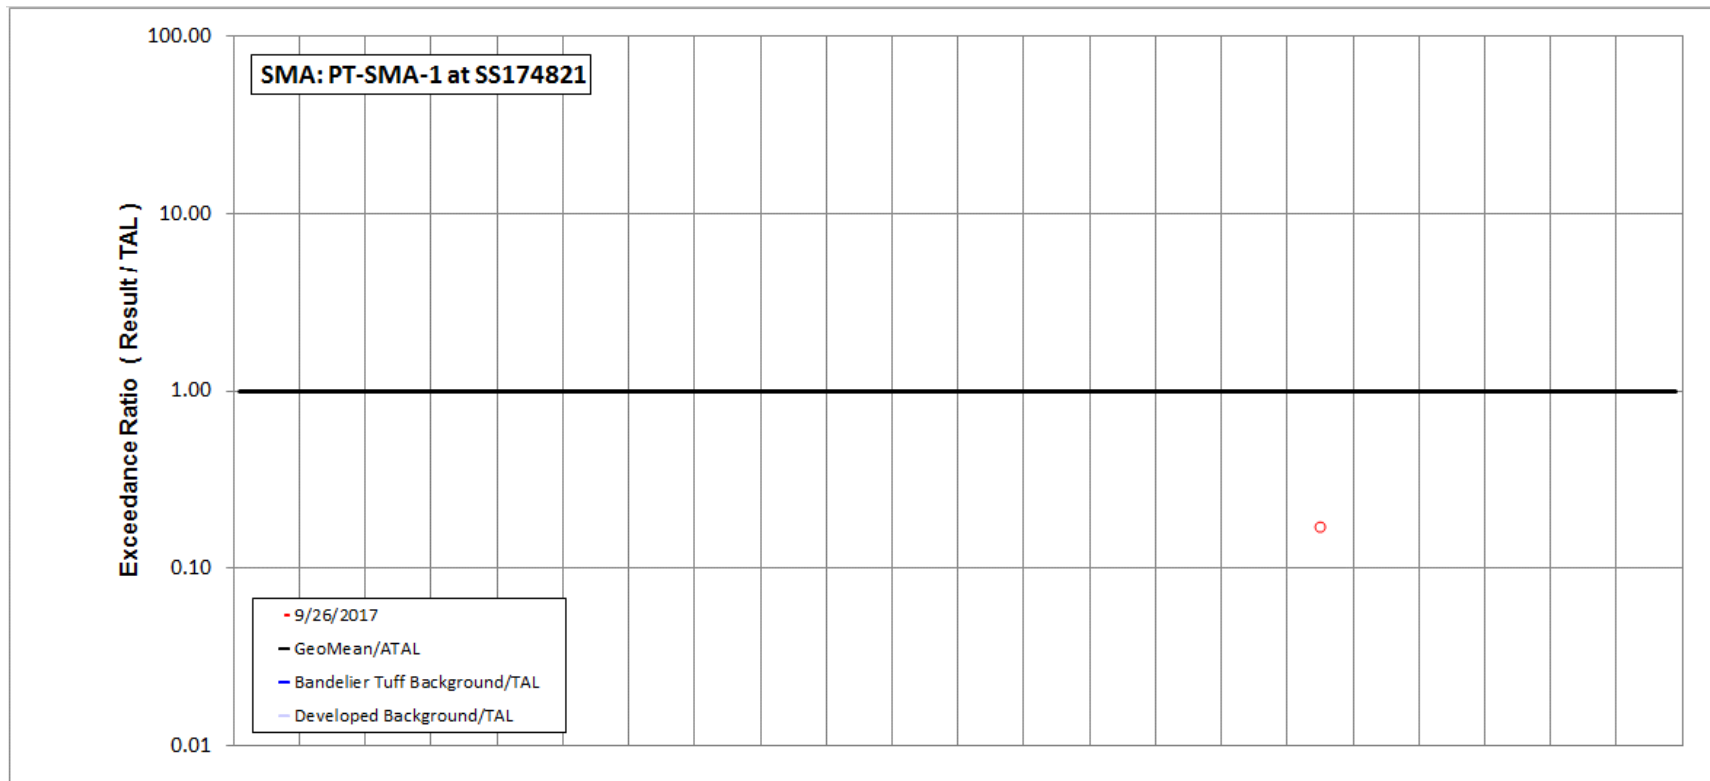 SMA: PT-SMA-1 at SS174821
Exceedance Ratio ( Result / TAL )
100.00
10.00
1.00
0.10
0.01
9/26/2017
GeoMean/ATAL
Bandelier Tuff Background/TAL
Developed Background/TAL